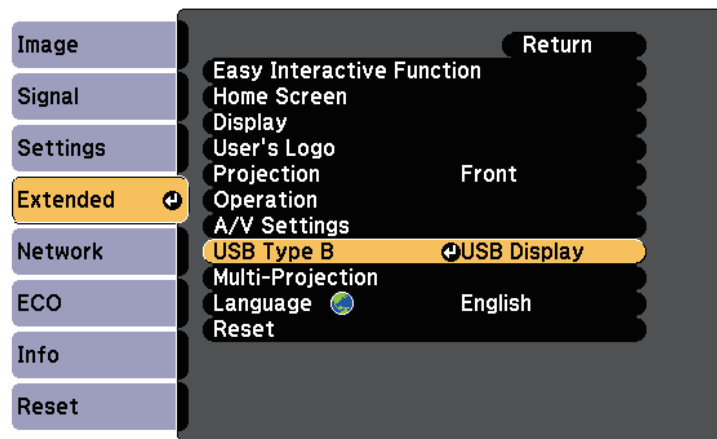 Image
Signal
Settings
Extended
Network
ECO
Info
Reset
Return
Easy Interactive Function
Home Screen
Display
User's Logo
Projection Front
Operation
A/V Settings
USB Type B USB Display
Multi-Projection
Language English
Reset